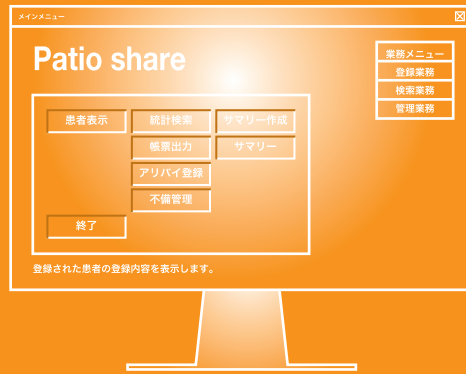 メインメニュー
Patio share
業務メニュー
登録業務
検索業務
管理業務
患者表示
統計検索
サマリー作成
帳票出力
サマリー
アリバイ登録
不備管理
終了
登録された患者の登録内容を表示します。